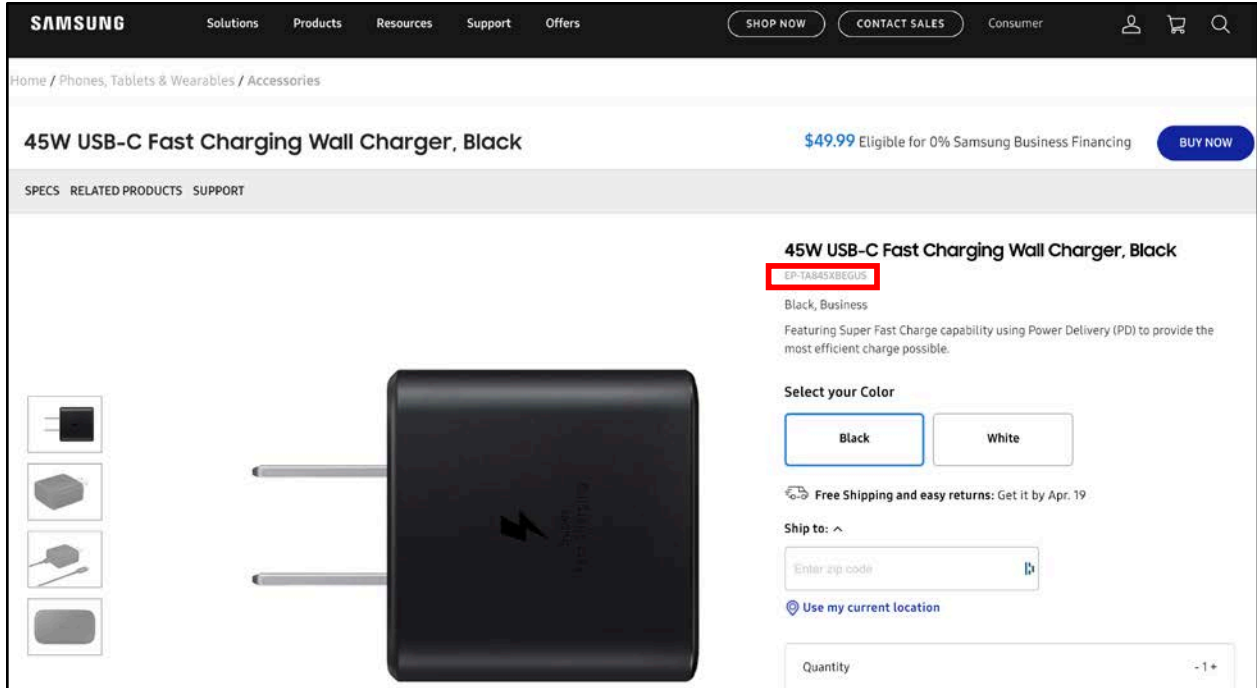 SAMSUNG Solutions Products Resources Support Offers SHOP NOW CONTACT SALES Consumer
Home / Phones, Tablets & Wearables / Accessories
45W USB-C Fast Charging Wall Charger, Black $49.99 Eligible for 0% Samsung Business Financing BUY NOW
SPECS RELATED PRODUCTS SUPPORT
45W USB-C Fast Charging Wall Charger, Black
EP-TA845XBEGUS
Black, Business
Featuring Super Fast Charge capability using Power Delivery (PD) to provide the
most efficient charge possible.
Select your Color
Black White
Free Shipping and easy returns: Get it by Apr. 19
Ship to:
Enter zip code
Use my current location
Quantity - 1 +
Super
Fast Charging